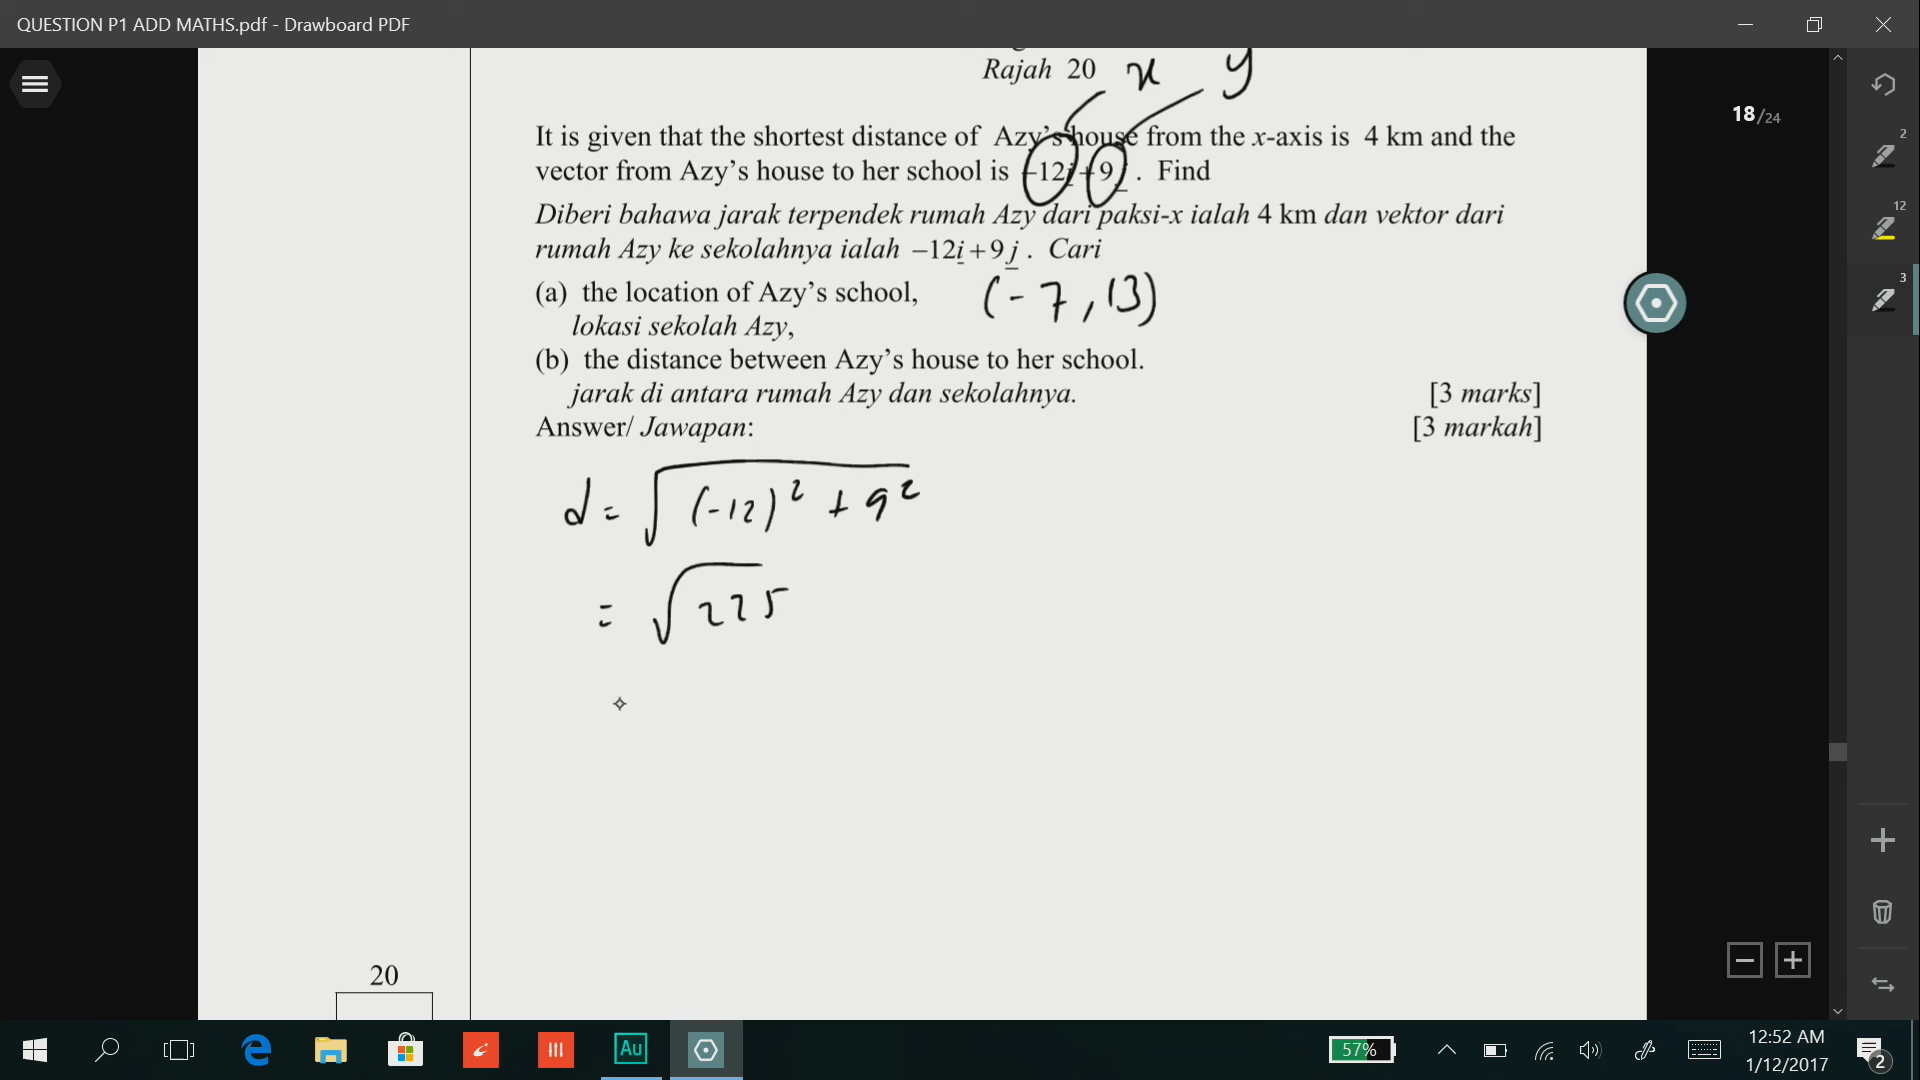 QUESTION P1 ADD MATHS.pdf - Drawboard PDF
Rajah 20 x y
18/24
It is given that the shortest distance of Azy's house from the x-axis is 4 km and the
vector from Azy's house to her school is −12i+9j . Find
Diberi bahawa jarak terpendek rumah Azy dari paksi-x ialah 4 km dan vektor dari
rumah Azy ke sekolahnya ialah −12i+9j . Cari
(a) the location of Azy's school, (-7, 13)
lokasi sekolah Azy,
(b) the distance between Azy's house to her school.
jarak di antara rumah Azy dan sekolahnya. [3 marks]
Answer/ Jawapan: [3 markah]
d = √(-12)² + 9²
= √225
20
2
12
3
57%
Au
12:52 AM
1/12/2017
2